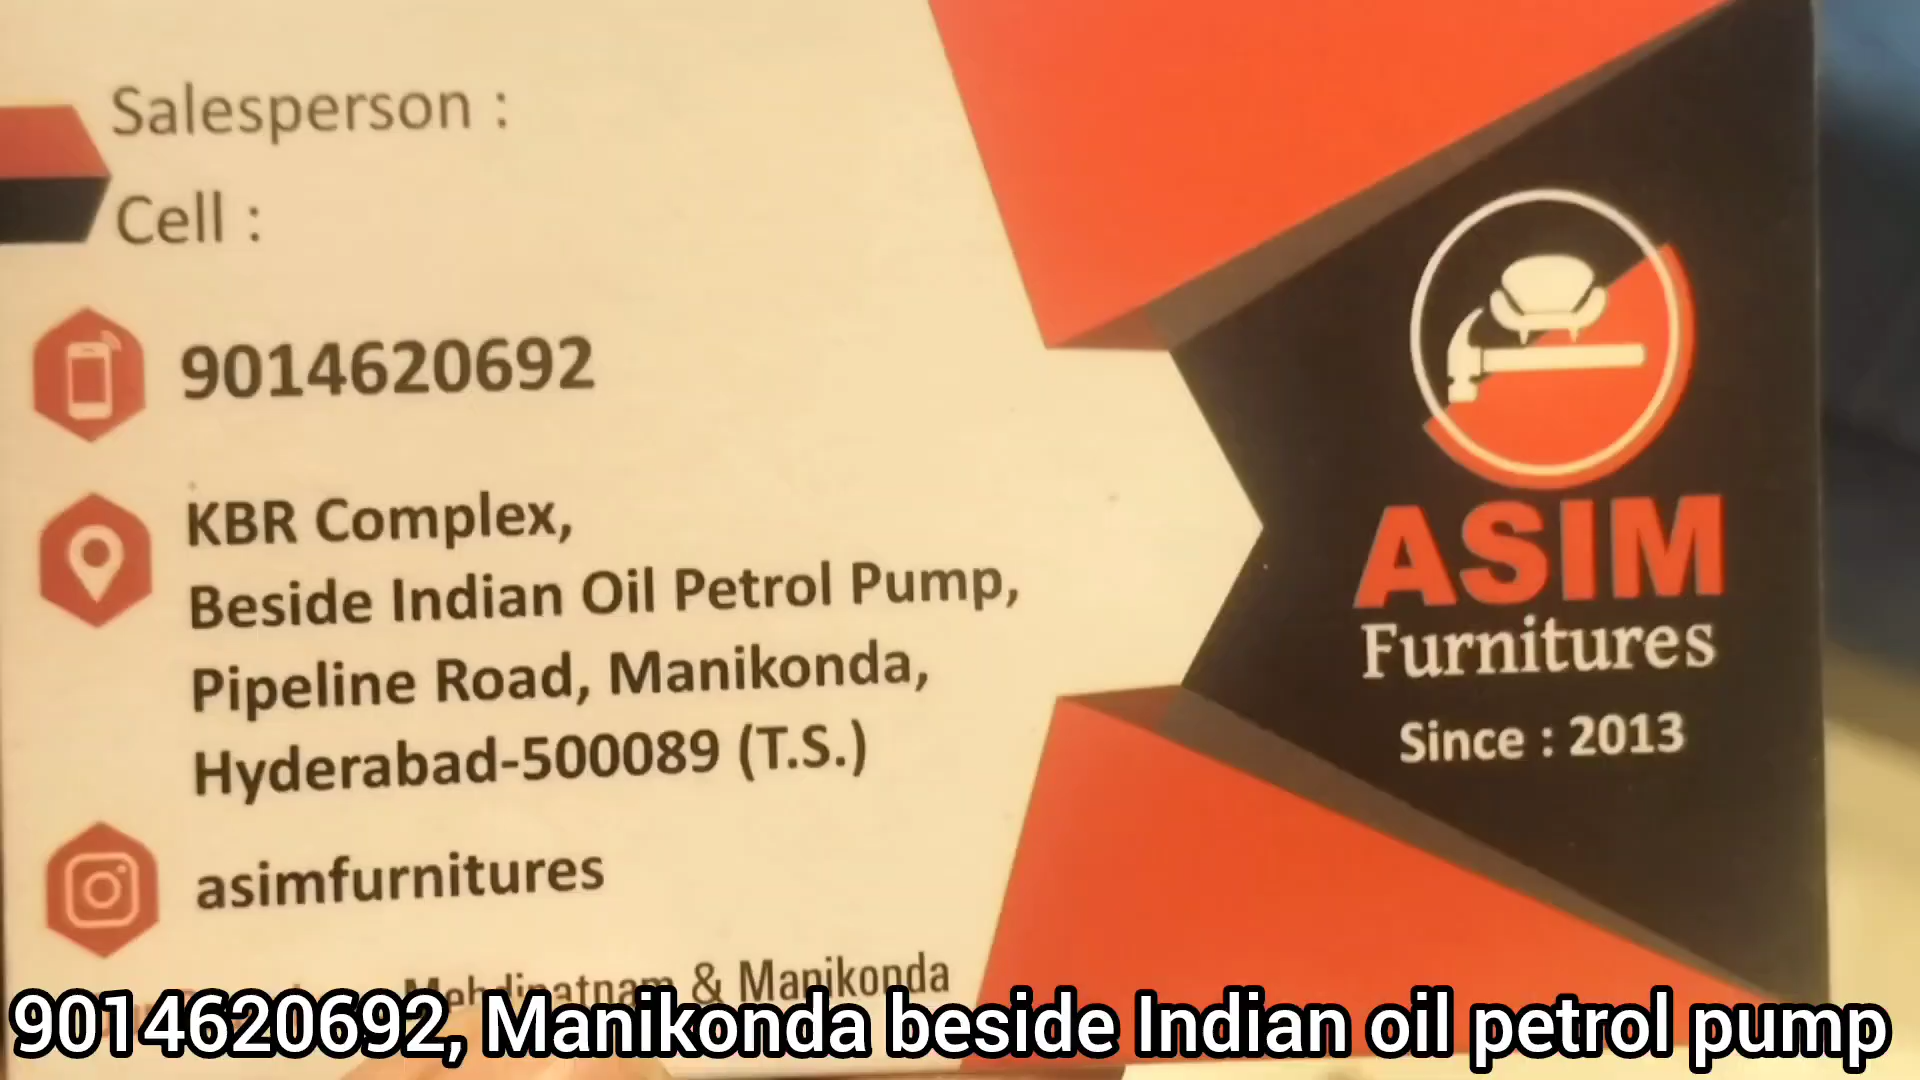 Salesperson :
Cell :
9014620692
KBR Complex,
Beside Indian Oil Petrol Pump,
Pipeline Road, Manikonda,
Hyderabad-500089 (T.S.)
asimfurnitures
Mehdipatnam & Manikonda
ASIM
Furnitures
Since : 2013
9014620692, Manikonda beside Indian oil petrol pump